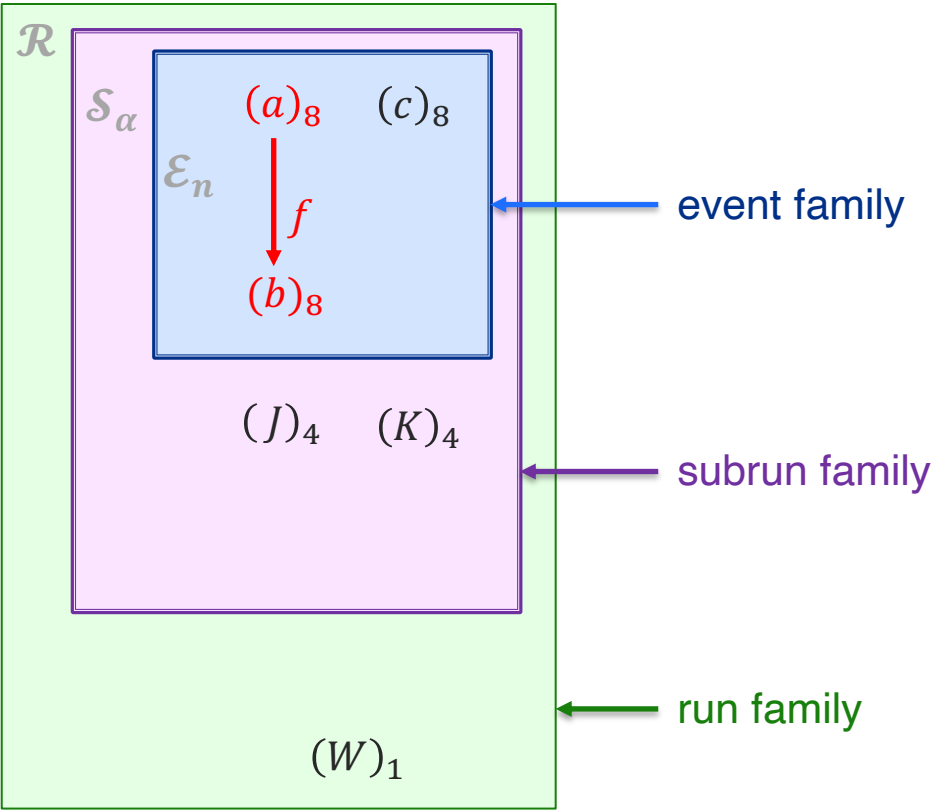 ℛ
𝒮α
ℰn
(a)8 (c)8
f
(b)8
event family
(J)4 (K)4
subrun family
run family
(W)1